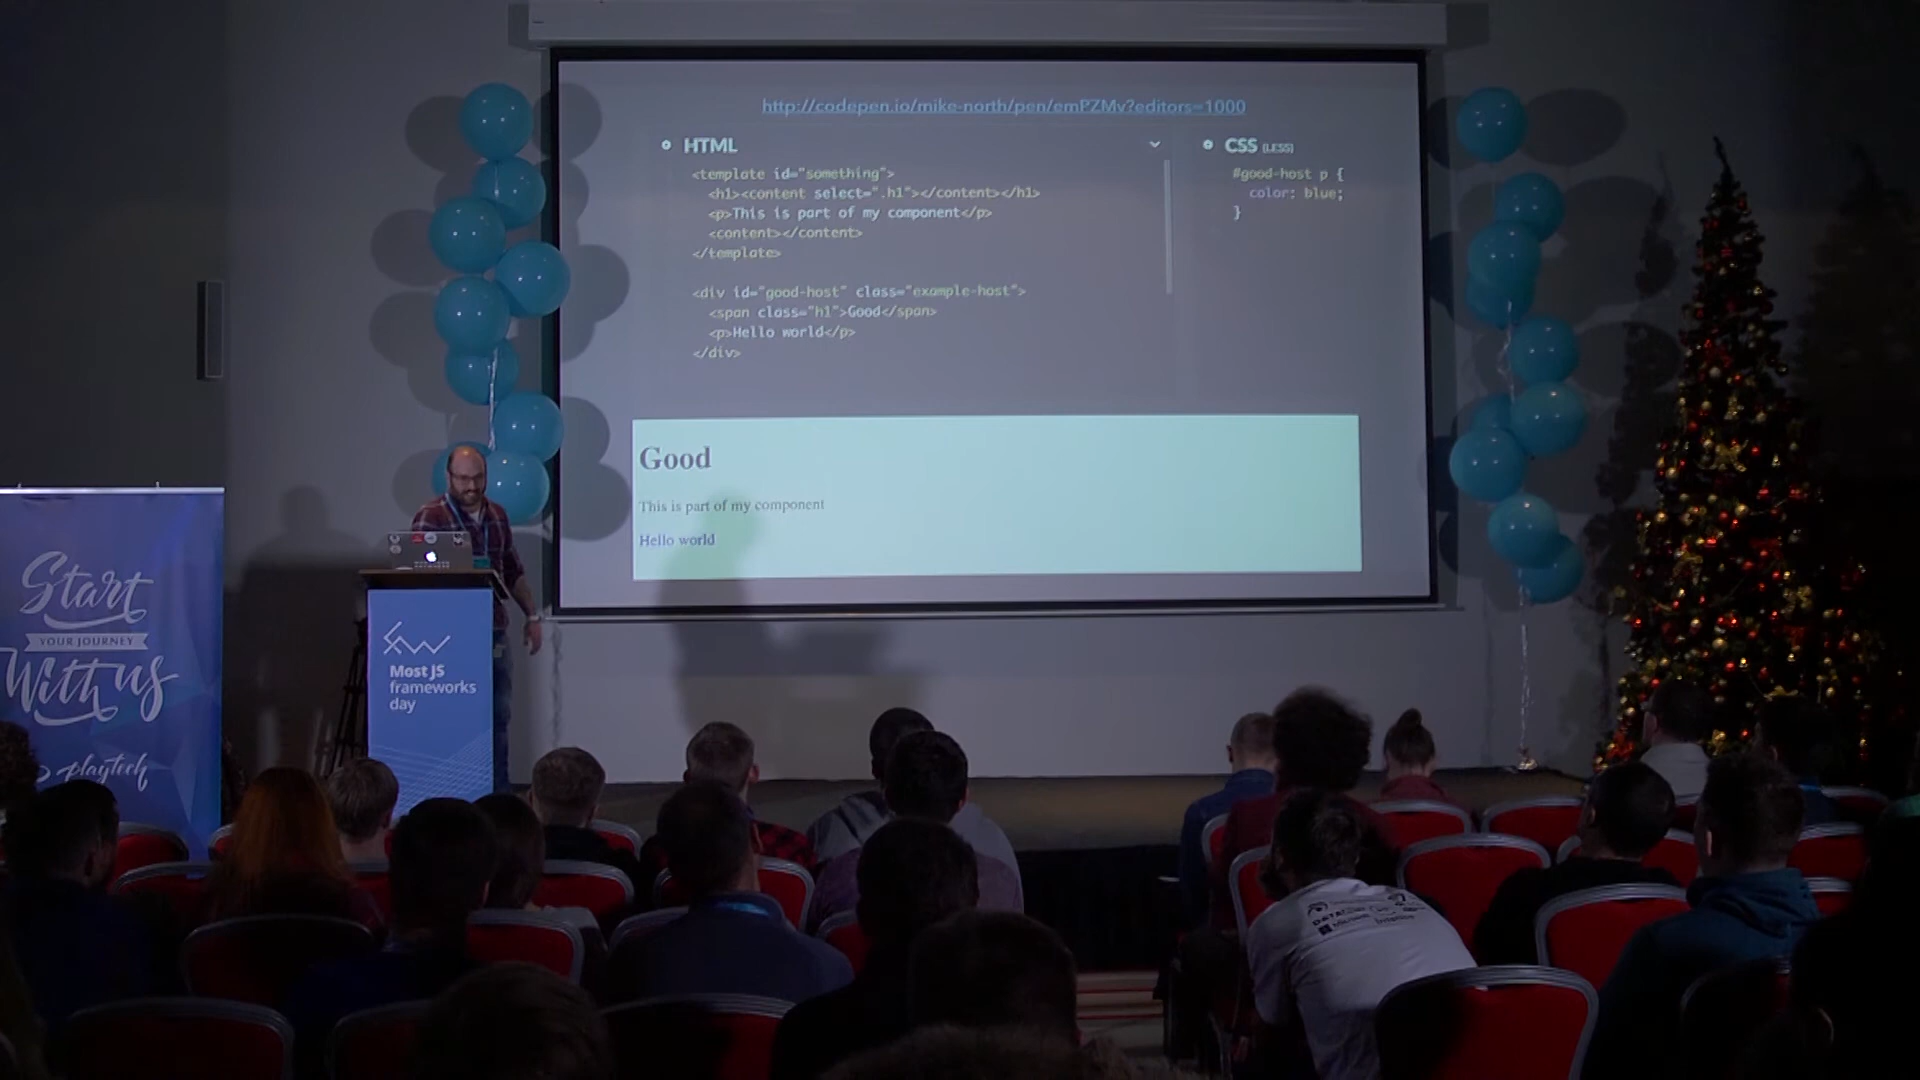 http://codepen.io/mike-north/pen/emPZMv?editors=1000
HTML
<template id="something">
<h1><content select=".h1"></content></h1>
<p>This is part of my component</p>
<content></content>
</template>
<div id="good-host" class="example-host">
<span class="h1">Good</span>
<p>Hello world</p>
</div>
CSS (LESS)
#good-host p {
color: blue;
}
Good
This is part of my component
Hello world
Start
YOUR JOURNEY
With us
playtech
Most JS
frameworks
day